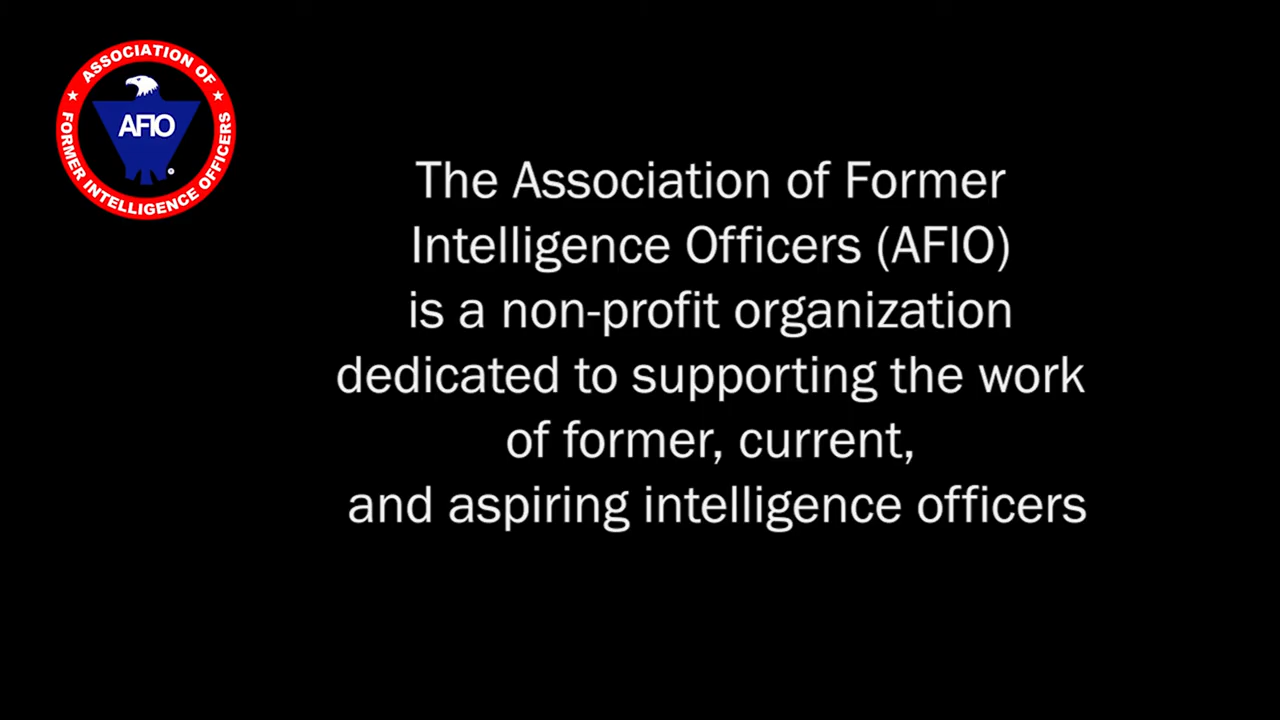 ASSOCIATION OF
FORMER INTELLIGENCE OFFICERS
AFIO
The Association of Former
Intelligence Officers (AFIO)
is a non-profit organization
dedicated to supporting the work
of former, current,
and aspiring intelligence officers